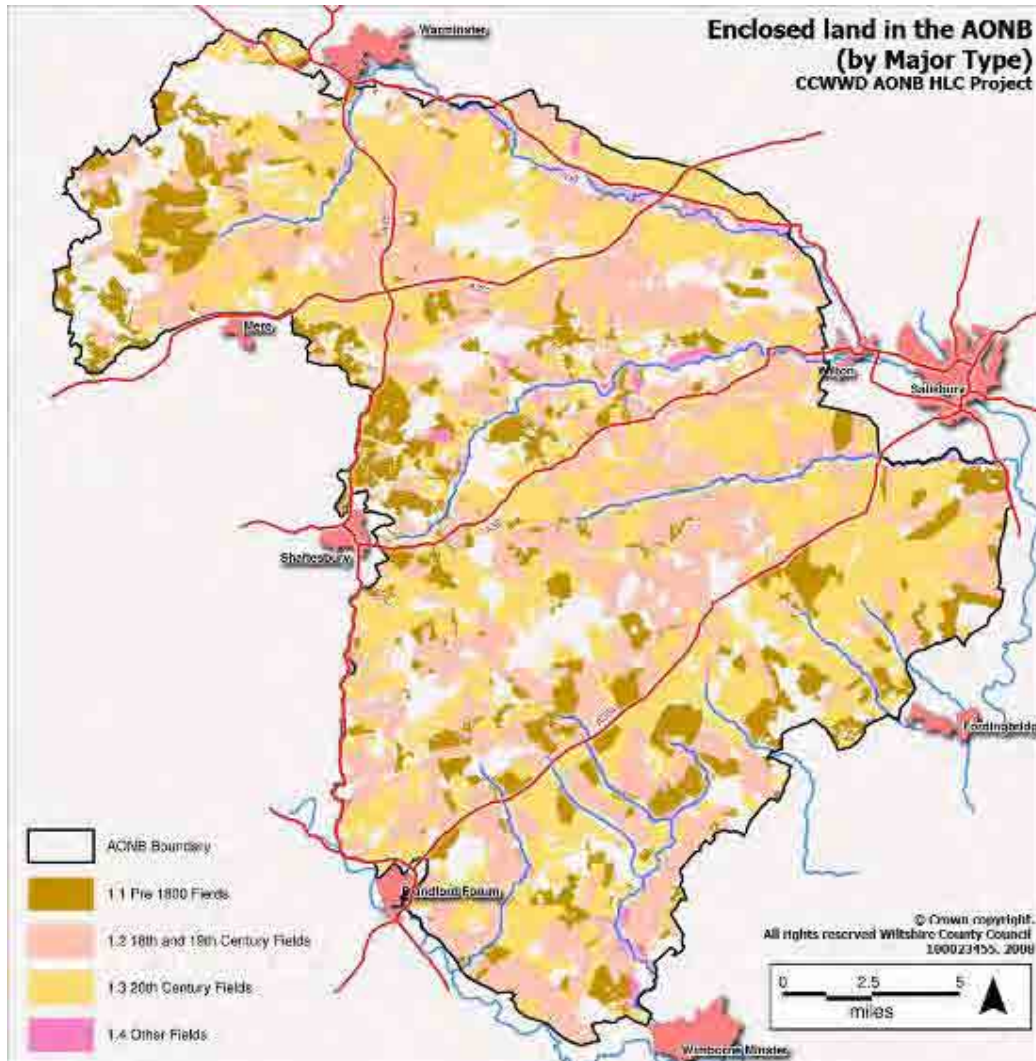 Enclosed land in the AONB
(by Major Type)
CCWWD AONB HLC Project
Warminster
Mere
Wilton
Salisbury
Shaftesbury
Fordingbridge
Blandford Forum
Wimborne Minster
AONB Boundary
1.1 Pre 1800 Fields
1.2 18th and 19th Century Fields
1.3 20th Century Fields
1.4 Other Fields
© Crown copyright.
All rights reserved Wiltshire County Council
100023455. 2008
0 2.5 5
miles